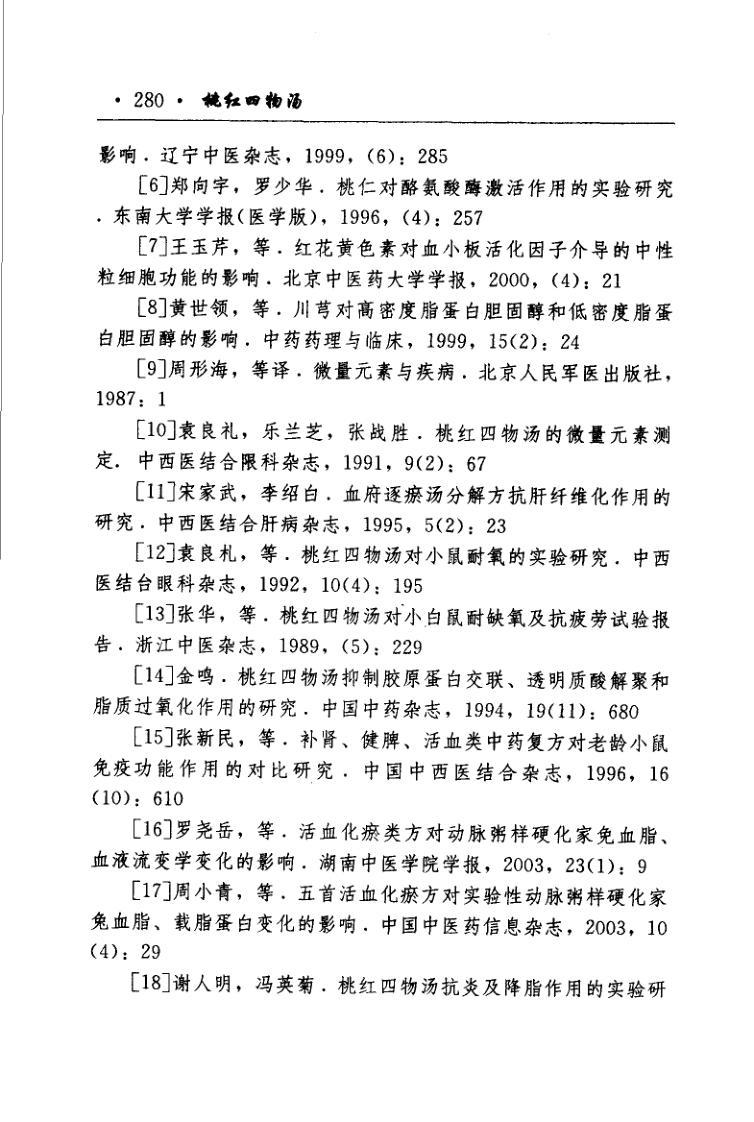 · 280 · 桃红四物汤
影响．辽宁中医杂志，1999，(6)：285
[6]郑向宇，罗少华．桃仁对酪氨酸酶激活作用的实验研究
．东南大学学报(医学版)，1996，(4)：257
[7]王玉芹，等．红花黄色素对血小板活化因子介导的中性
粒细胞功能的影响．北京中医药大学学报，2000，(4)：21
[8]黄世领，等．川芎对高密度脂蛋白胆固醇和低密度脂蛋
白胆固醇的影响．中药药理与临床，1999，15(2)：24
[9]周形海，等译．微量元素与疾病．北京人民军医出版社，
1987：1
[10]袁良礼，乐兰芝，张战胜．桃红四物汤的微量元素测
定．中西医结合眼科杂志，1991，9(2)：67
[11]宋家武，李绍白．血府逐瘀汤分解方抗肝纤维化作用的
研究．中西医结合肝病杂志，1995，5(2)：23
[12]袁良札，等．桃红四物汤对小鼠耐氧的实验研究．中西
医结台眼科杂志，1992，10(4)：195
[13]张华，等．桃红四物汤对小白鼠耐缺氧及抗疲劳试验报
告．浙江中医杂志，1989，(5)：229
[14]金鸣．桃红四物汤抑制胶原蛋白交联、透明质酸解聚和
脂质过氧化作用的研究．中国中药杂志，1994，19(11)：680
[15]张新民，等．补肾、健脾、活血类中药复方对老龄小鼠
免疫功能作用的对比研究．中国中西医结合杂志，1996，16
(10)：610
[16]罗尧岳，等．活血化瘀类方对动脉粥样硬化家免血脂、
血液流变学变化的影响．湖南中医学院学报，2003，23(1)：9
[17]周小青，等．五首活血化瘀方对实验性动脉粥样硬化家
兔血脂、载脂蛋白变化的影响．中国中医药信息杂志，2003，10
(4)：29
[18]谢人明，冯英菊．桃红四物汤抗炎及降脂作用的实验研